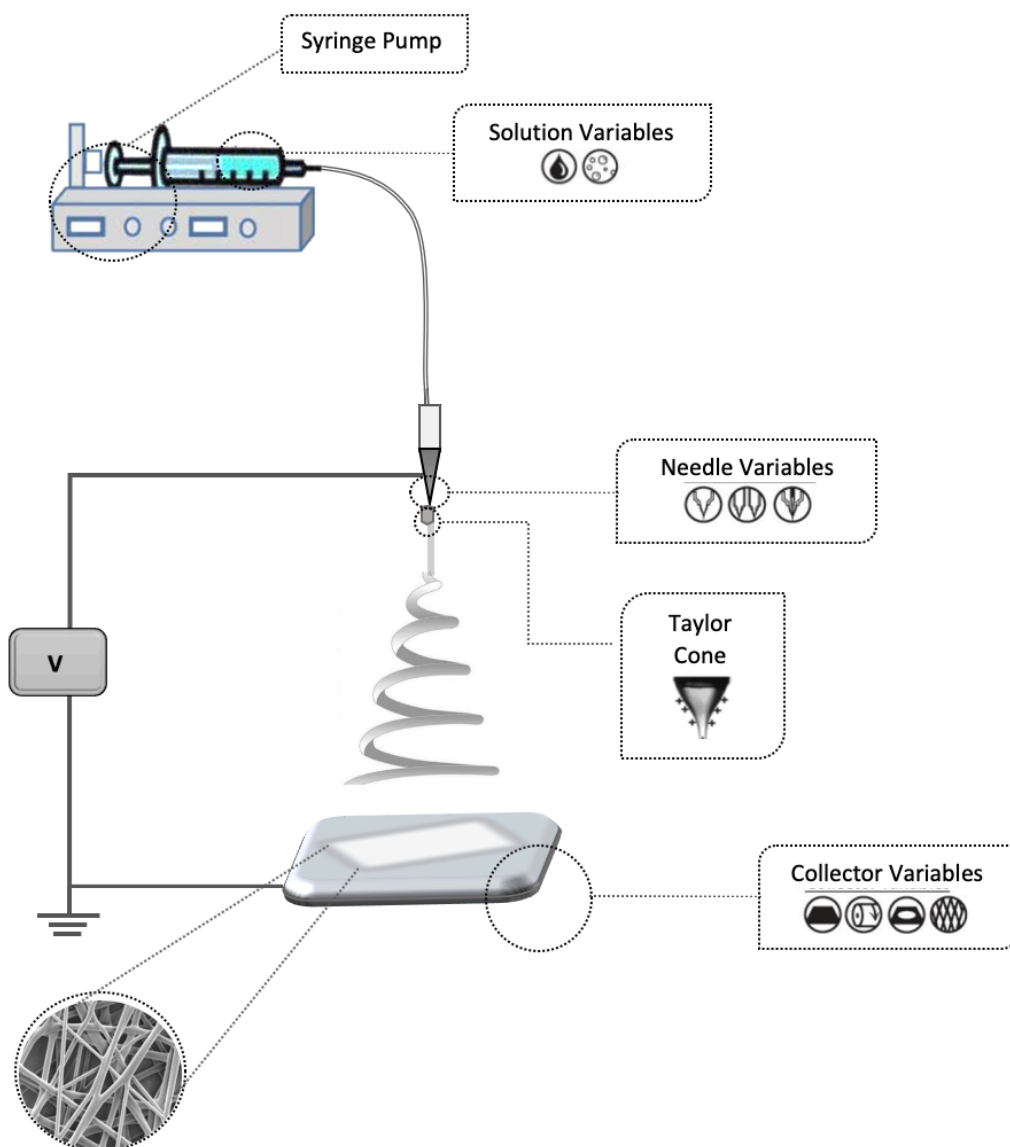 Syringe Pump
Solution Variables
Needle Variables
Taylor
Cone
V
Collector Variables